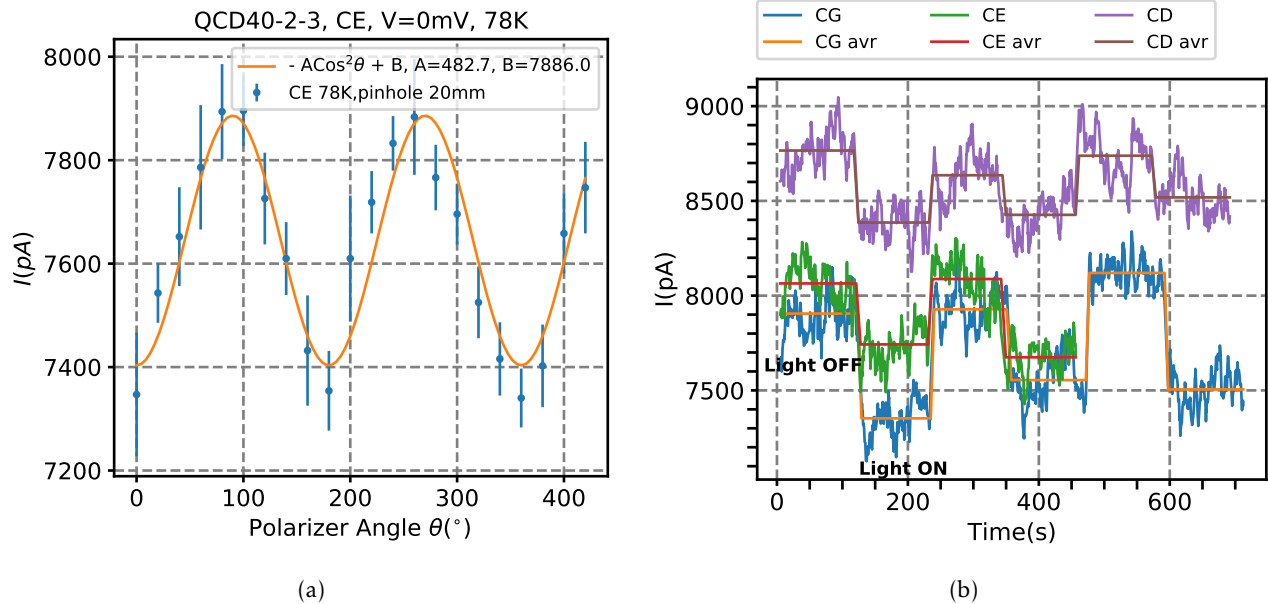 QCD40-2-3, CE, V=0mV, 78K
- ACos²θ + B, A=482.7, B=7886.0
CE 78K,pinhole 20mm
8000
7800
7600
7400
7200
I(pA)
0
100
200
300
400
Polarizer Angle θ(°)
(a)
CG
CE
CD
CG avr
CE avr
CD avr
9000
8500
8000
7500
I(pA)
Light OFF
Light ON
0
200
400
600
Time(s)
(b)